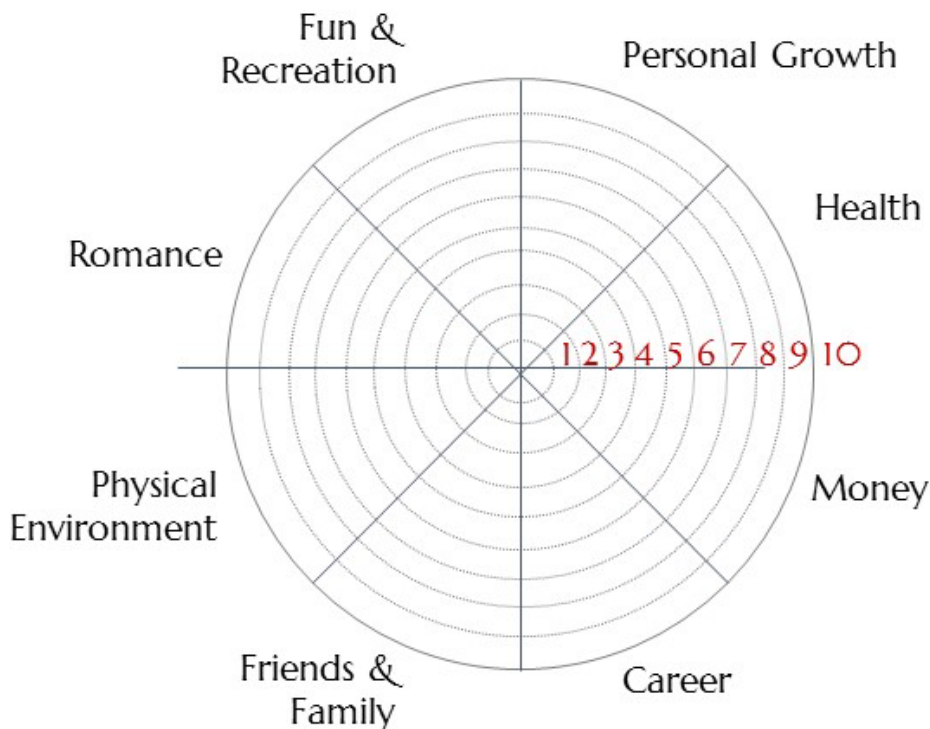 Fun &
Recreation
Personal Growth
Health
Romance
1 2 3 4 5 6 7 8 9 10
Physical
Environment
Money
Friends &
Family
Career